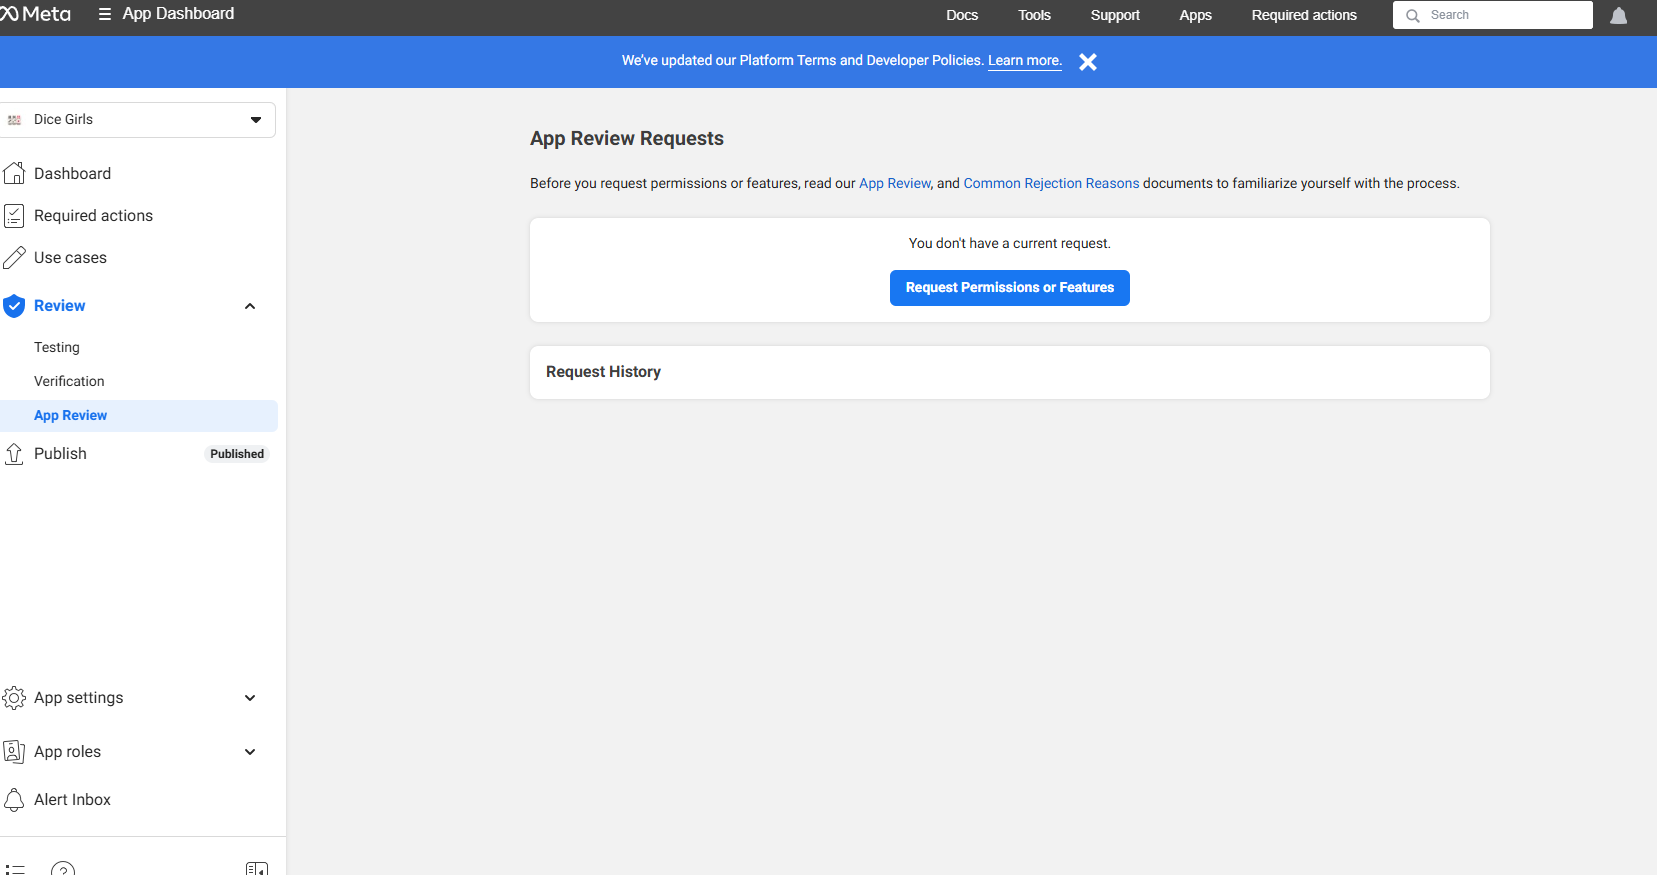 Meta
App Dashboard
Docs
Tools
Support
Apps
Required actions
Search
We've updated our Platform Terms and Developer Policies. Learn more.
Dice Girls
Dashboard
Required actions
Use cases
Review
Testing
Verification
App Review
Publish
Published
App settings
App roles
Alert Inbox
App Review Requests
Before you request permissions or features, read our App Review, and Common Rejection Reasons documents to familiarize yourself with the process.
You don't have a current request.
Request Permissions or Features
Request History